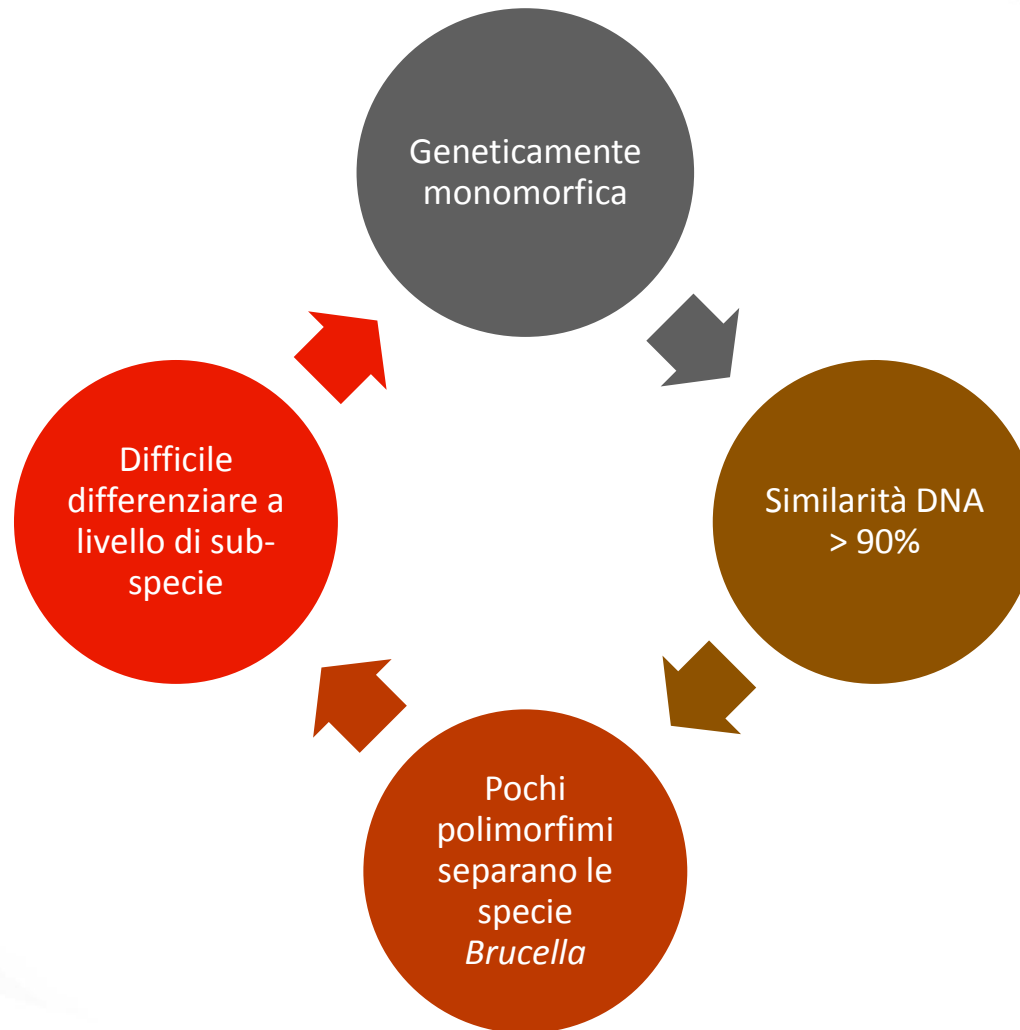 Geneticamente
monomorfica
Similarità DNA
> 90%
Pochi
polimorfimi
separano le
specie
Brucella
Difficile
differenziare a
livello di sub-
specie